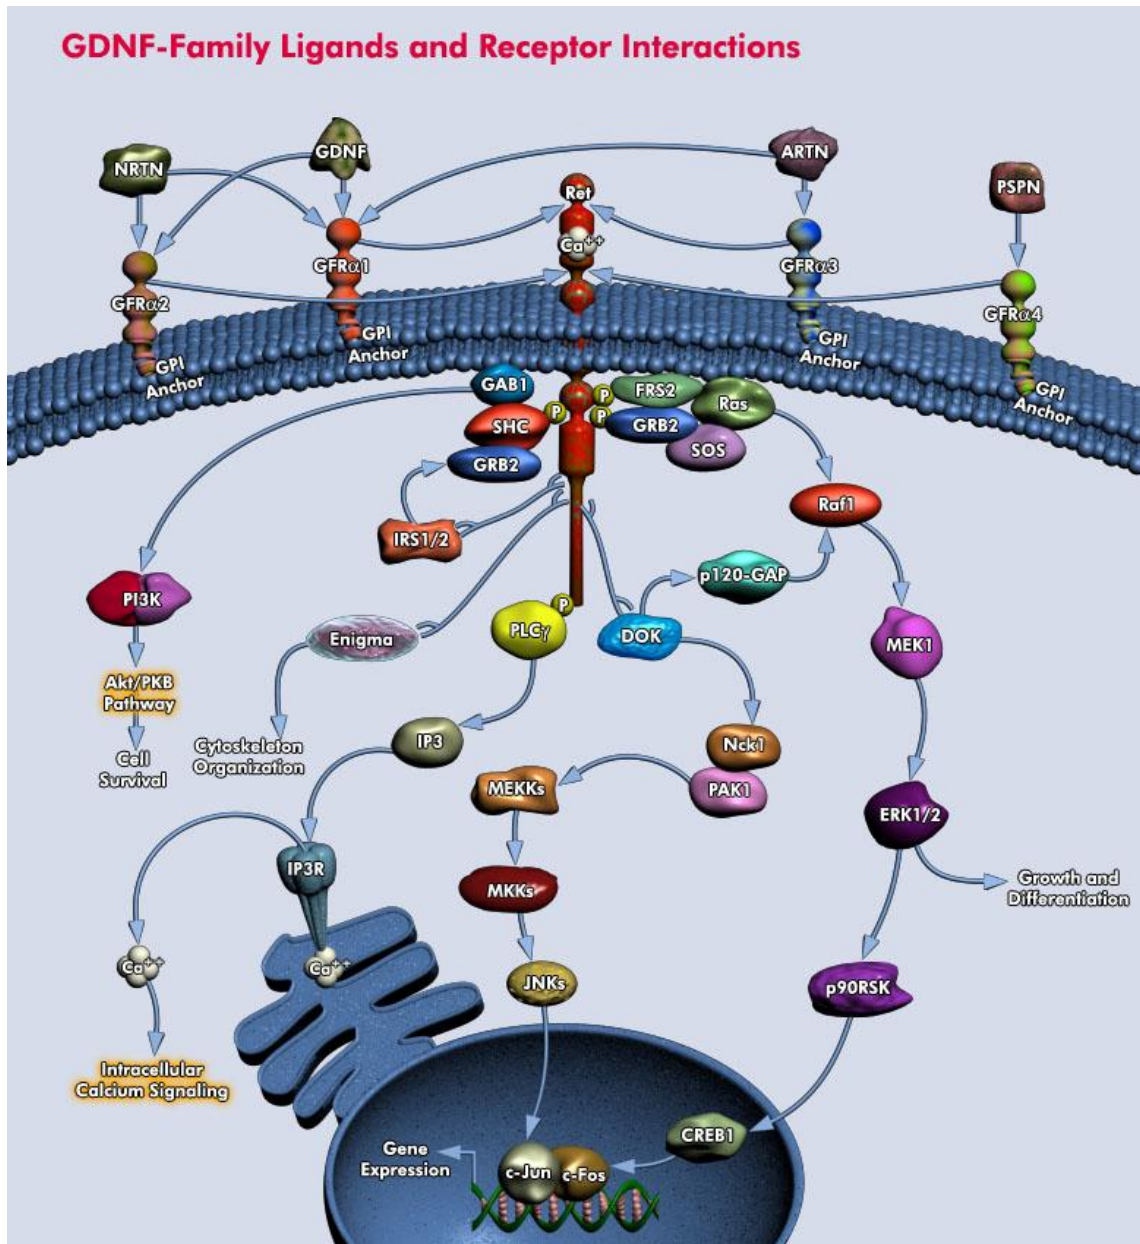 GDNF-Family Ligands and Receptor Interactions
NRTN
GDNF
ARTN
PSPN
Ret
Ca++
GFRα1
GFRα2
GFRα3
GFRα4
GPI
Anchor
GPI
Anchor
GPI
Anchor
GPI
Anchor
GAB1
SHC
GRB2
P
P
P
FRS2
GRB2
Ras
SOS
IRS1/2
Raf1
p120-GAP
PI3K
Enigma
PLCγ
P
DOK
MEK1
Akt/PKB
Pathway
Cell
Survival
Cytoskeleton
Organization
IP3
Nck1
PAK1
MEKKs
ERK1/2
IP3R
MKKs
Growth and
Differentiation
Ca++
Ca++
JNKs
p90RSK
Intracellular
Calcium Signaling
CREB1
Gene
Expression
c-Jun
c-Fos